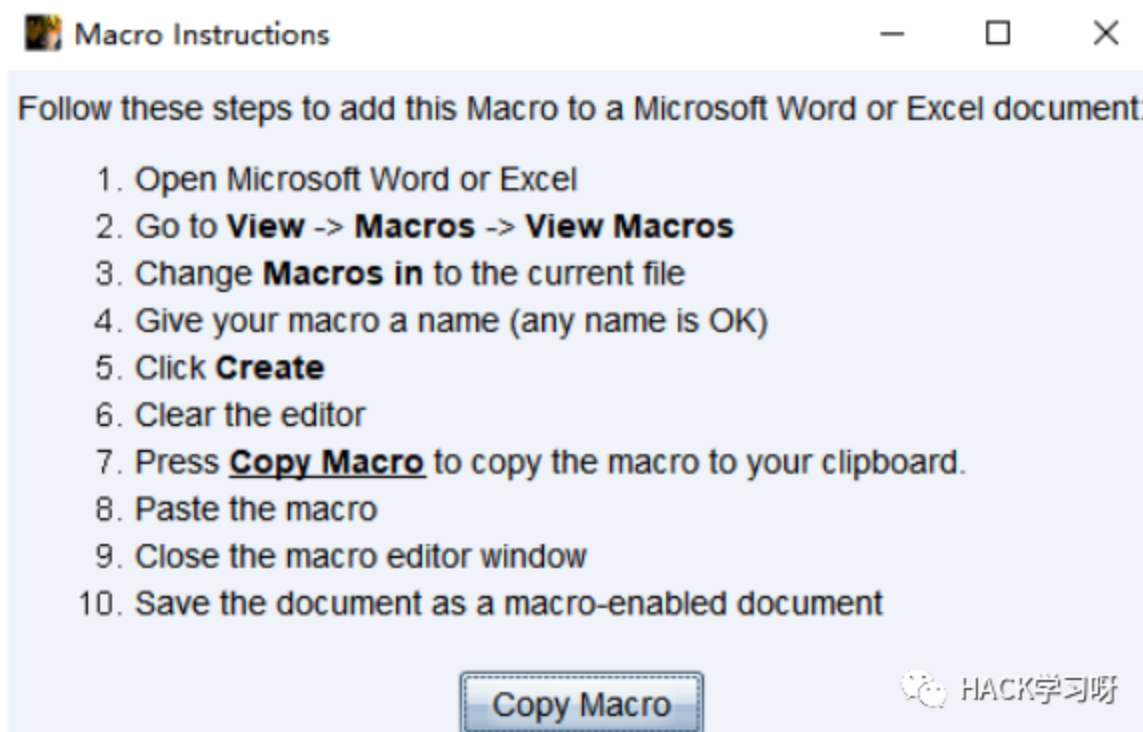 Macro Instructions
Follow these steps to add this Macro to a Microsoft Word or Excel document:
1. Open Microsoft Word or Excel
2. Go to View -> Macros -> View Macros
3. Change Macros in to the current file
4. Give your macro a name (any name is OK)
5. Click Create
6. Clear the editor
7. Press Copy Macro to copy the macro to your clipboard.
8. Paste the macro
9. Close the macro editor window
10. Save the document as a macro-enabled document
Copy Macro
HACK学习呀